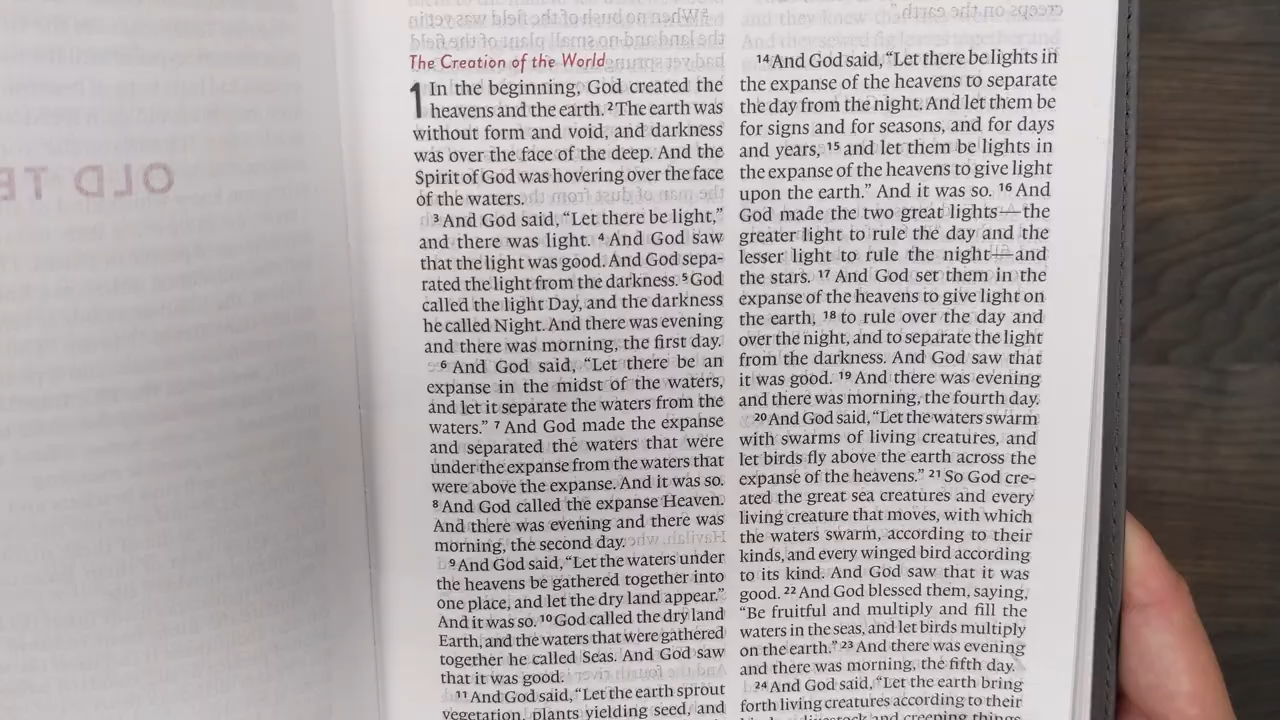 OLD TE
The Creation of the World
1 In the beginning, God created the
heavens and the earth. 2 The earth was
without form and void, and darkness
was over the face of the deep. And the
Spirit of God was hovering over the face
of the waters.
3 And God said, “Let there be light,”
and there was light. 4 And God saw
that the light was good. And God sepa-
rated the light from the darkness. 5 God
called the light Day, and the darkness
he called Night. And there was evening
and there was morning, the first day.
6 And God said, “Let there be an
expanse in the midst of the waters,
and let it separate the waters from the
waters.” 7 And God made the expanse
and separated the waters that were
under the expanse from the waters that
were above the expanse. And it was so.
8 And God called the expanse Heaven.
And there was evening and there was
morning, the second day.
9 And God said, “Let the waters under
the heavens be gathered together into
one place, and let the dry land appear.”
And it was so. 10 God called the dry land
Earth, and the waters that were gathered
together he called Seas. And God saw
that it was good.
11 And God said, “Let the earth sprout
vegetation, plants yielding seed, and
14 And God said, “Let there be lights in
the expanse of the heavens to separate
the day from the night. And let them be
for signs and for seasons, and for days
and years, 15 and let them be lights in
the expanse of the heavens to give light
upon the earth.” And it was so. 16 And
God made the two great lights—the
greater light to rule the day and the
lesser light to rule the night—and
the stars. 17 And God set them in the
expanse of the heavens to give light on
the earth, 18 to rule over the day and
over the night, and to separate the light
from the darkness. And God saw that
it was good. 19 And there was evening
and there was morning, the fourth day.
20 And God said, “Let the waters swarm
with swarms of living creatures, and
let birds fly above the earth across the
expanse of the heavens.” 21 So God cre-
ated the great sea creatures and every
living creature that moves, with which
the waters swarm, according to their
kinds, and every winged bird according
to its kind. And God saw that it was
good. 22 And God blessed them, saying,
“Be fruitful and multiply and fill the
waters in the seas, and let birds multiply
on the earth.” 23 And there was evening
and there was morning, the fifth day.
24 And God said, “Let the earth bring
forth living creatures according to their
livestock and creeping things